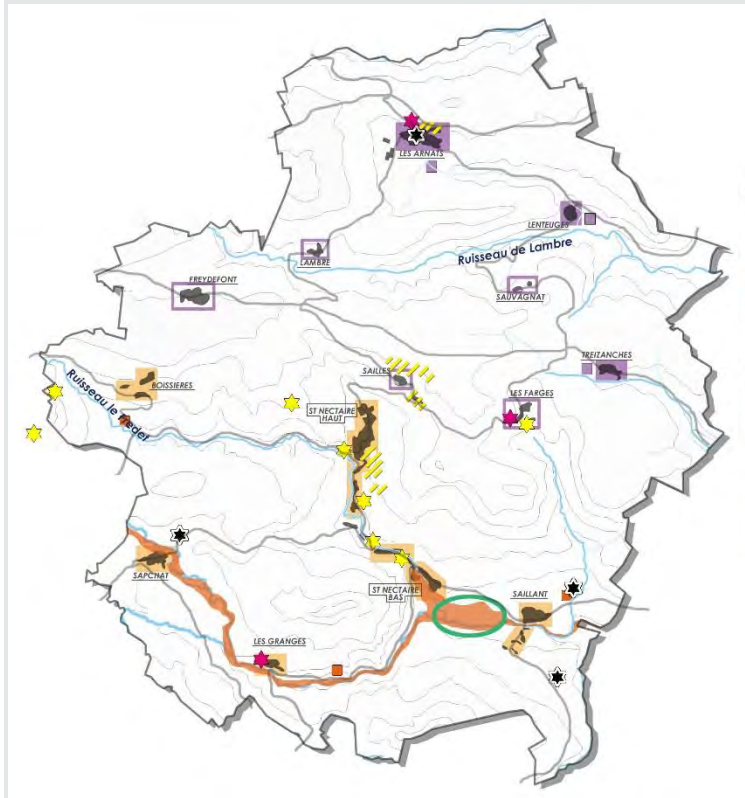 LES ARNATS
LENTEUGES
Ruisseau de Lambre
LAMBRE
FREYDEFONT
SAUVAGNAT
TREIZANCHES
SAILLES
BOISSIERES
Ruisseau le Fredet
LES FARGES
ST NECTAIRE
HAUT
SAPCHAT
ST NECTAIRE
BAS
SAILLANT
LES GRANGES